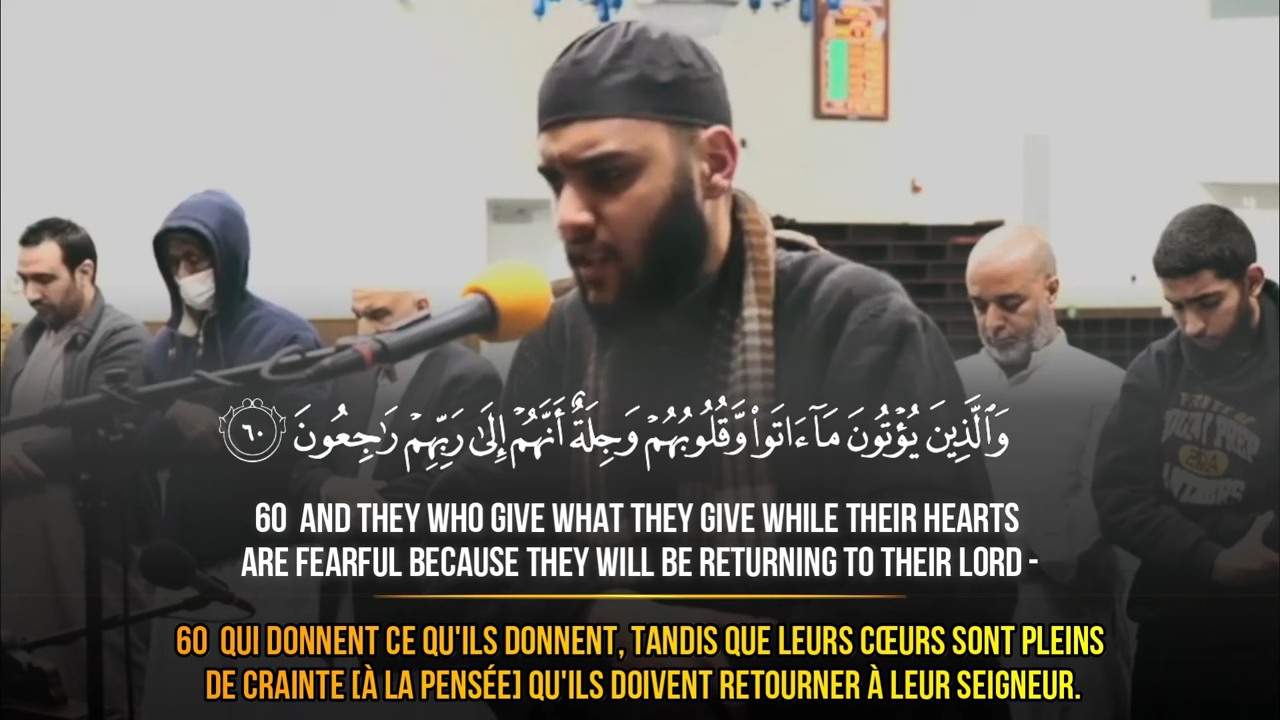 وَٱلَّذِينَ يُؤْتُونَ مَآ ءَاتَوا۟ وَّقُلُوبُهُمْ وَجِلَةٌ أَنَّهُمْ إِلَىٰ رَبِّهِمْ رَٰجِعُونَ ٦٠
60 AND THEY WHO GIVE WHAT THEY GIVE WHILE THEIR HEARTS
ARE FEARFUL BECAUSE THEY WILL BE RETURNING TO THEIR LORD -
60 QUI DONNENT CE QU'ILS DONNENT, TANDIS QUE LEURS CŒURS SONT PLEINS
DE CRAINTE [À LA PENSÉE] QU'ILS DOIVENT RETOURNER À LEUR SEIGNEUR.